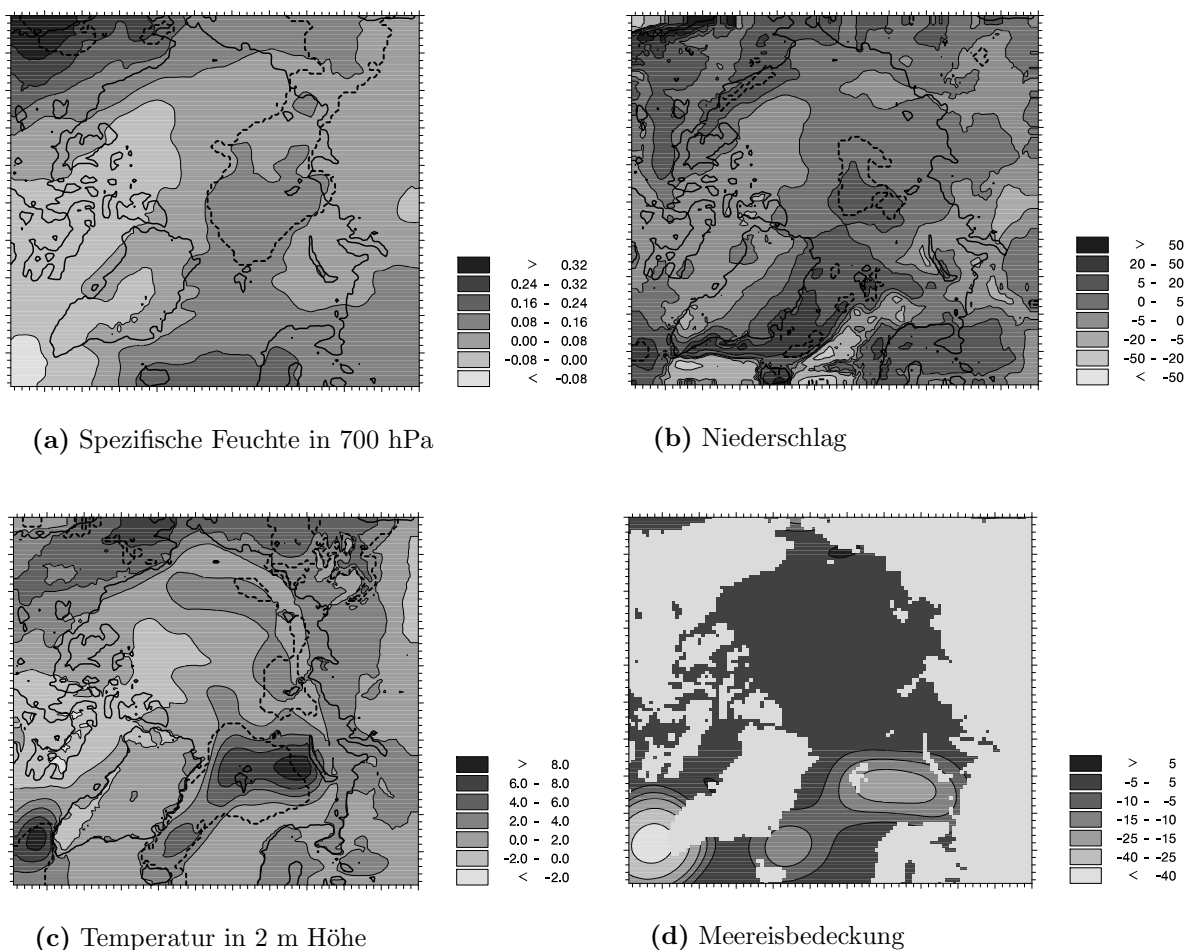 > 0.32
0.24 - 0.32
0.16 - 0.24
0.08 - 0.16
0.00 - 0.08
-0.08 - 0.00
< -0.08
(a) Spezifische Feuchte in 700 hPa
> 50
20 - 50
5 - 20
0 - 5
-5 - 0
-20 - -5
-50 - -20
< -50
(b) Niederschlag
> 8.0
6.0 - 8.0
4.0 - 6.0
2.0 - 4.0
0.0 - 2.0
-2.0 - 0.0
< -2.0
(c) Temperatur in 2 m Höhe
> 5
-5 - 5
-10 - -5
-15 - -10
-25 - -15
-40 - -25
< -40
(d) Meereisbedeckung